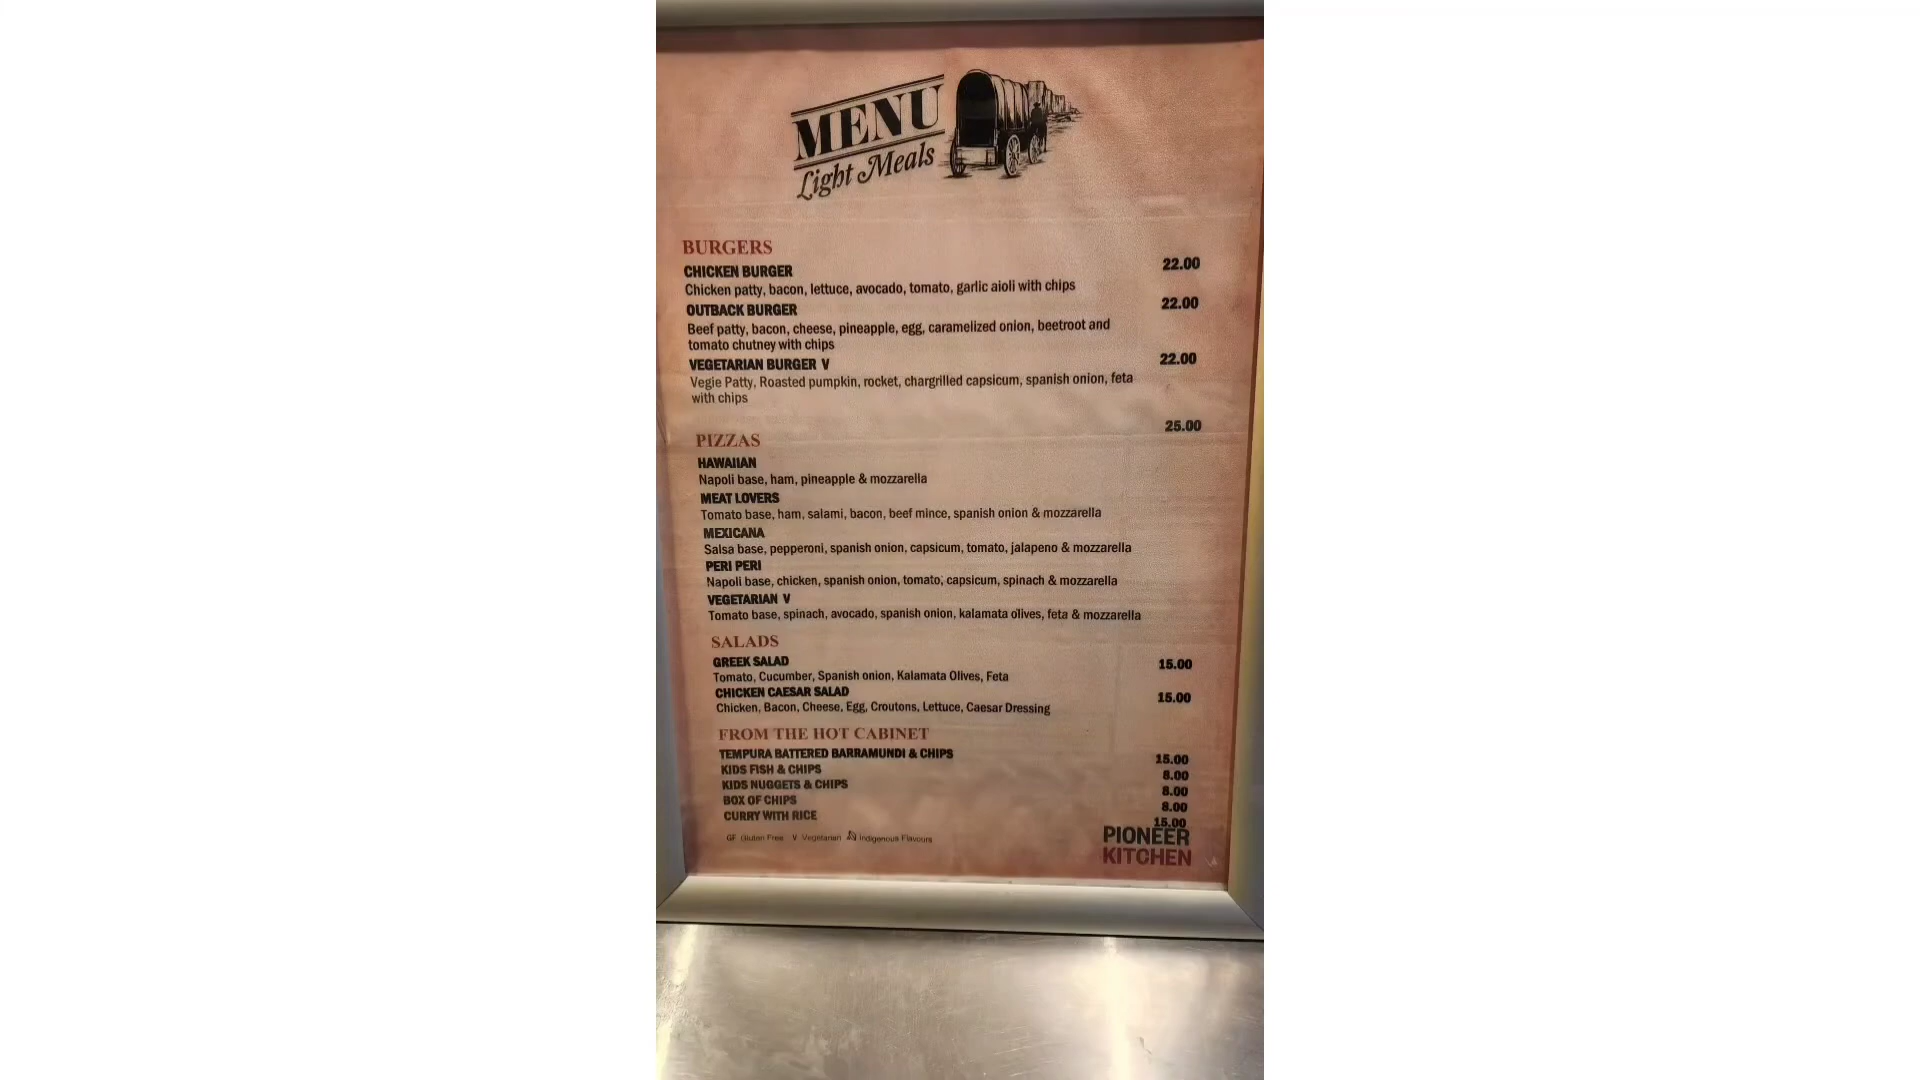 MENU
Light Meals
BURGERS
CHICKEN BURGER 22.00
Chicken patty, bacon, lettuce, avocado, tomato, garlic aioli with chips
OUTBACK BURGER 22.00
Beef patty, bacon, cheese, pineapple, egg, caramelized onion, beetroot and
tomato chutney with chips
VEGETARIAN BURGER V 22.00
Vegie Patty, Roasted pumpkin, rocket, chargrilled capsicum, spanish onion, feta
with chips
PIZZAS 25.00
HAWAIIAN
Napoli base, ham, pineapple & mozzarella
MEAT LOVERS
Tomato base, ham, salami, bacon, beef mince, spanish onion & mozzarella
MEXICANA
Salsa base, pepperoni, spanish onion, capsicum, tomato, jalapeno & mozzarella
PERI PERI
Napoli base, chicken, spanish onion, tomato, capsicum, spinach & mozzarella
VEGETARIAN V
Tomato base, spinach, avocado, spanish onion, kalamata olives, feta & mozzarella
SALADS
GREEK SALAD 15.00
Tomato, Cucumber, Spanish onion, Kalamata Olives, Feta
CHICKEN CAESAR SALAD 15.00
Chicken, Bacon, Cheese, Egg, Croutons, Lettuce, Caesar Dressing
FROM THE HOT CABINET
TEMPURA BATTERED BARRAMUNDI & CHIPS 15.00
KIDS FISH & CHIPS 8.00
KIDS NUGGETS & CHIPS 8.00
BOX OF CHIPS 8.00
CURRY WITH RICE 15.00
GF Gluten Free V Vegetarian Indigenous Flavours
PIONEER
KITCHEN